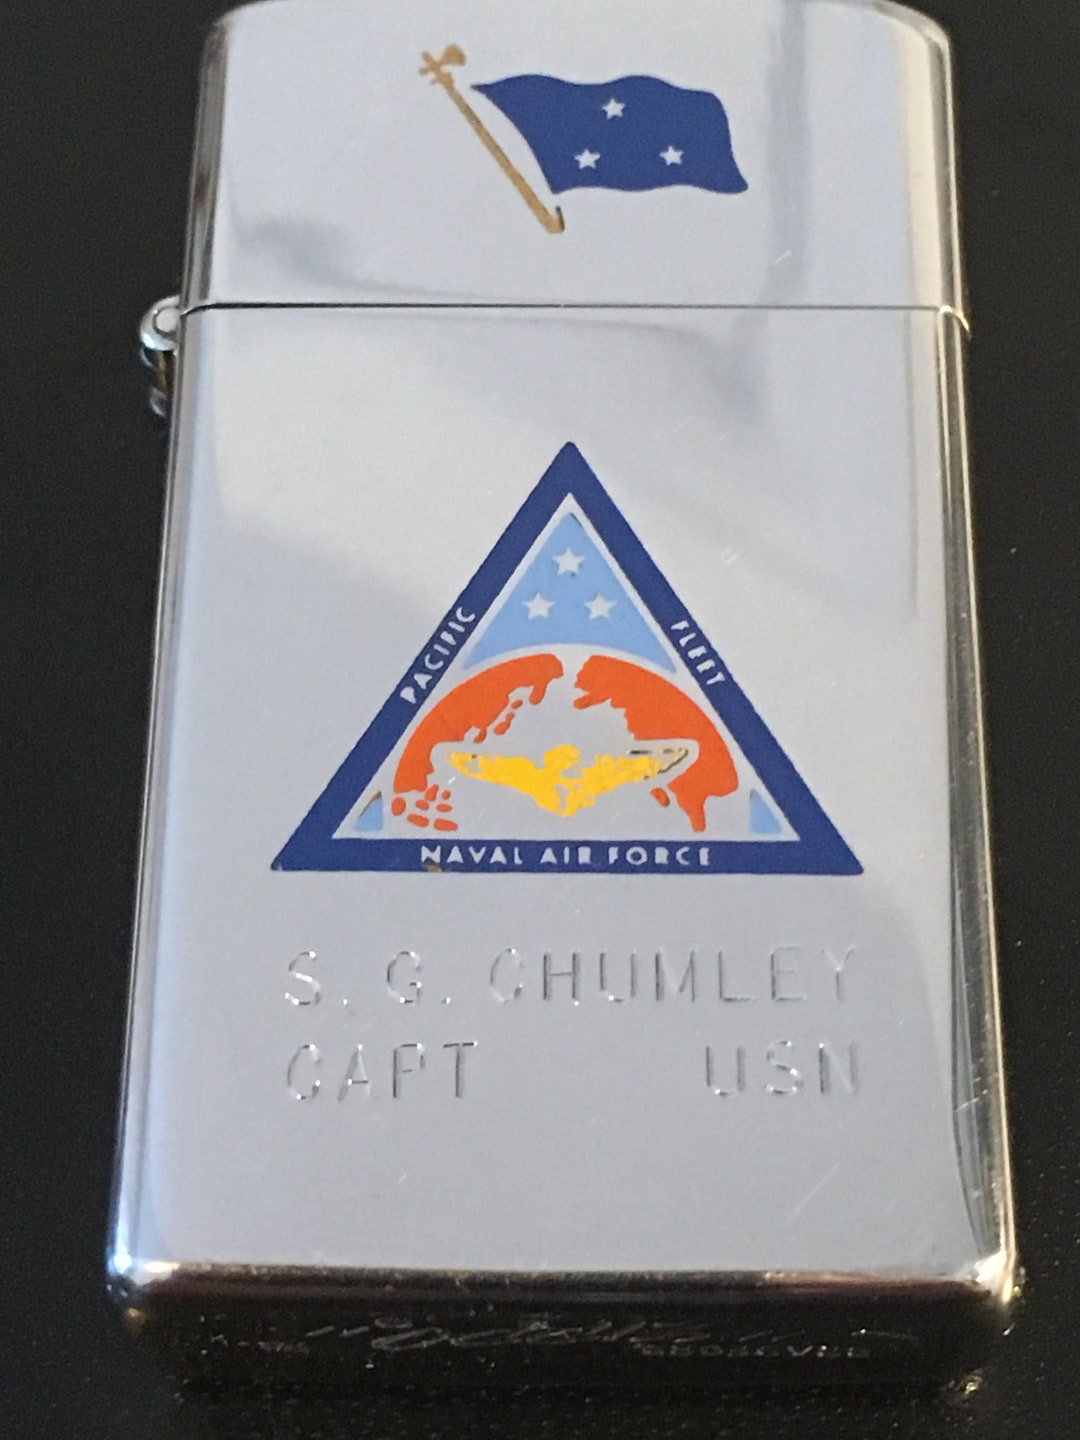 PACIFIC
FLEET
NAVAL AIR FORCE
S. G. CHUMLEY
CAPT USN